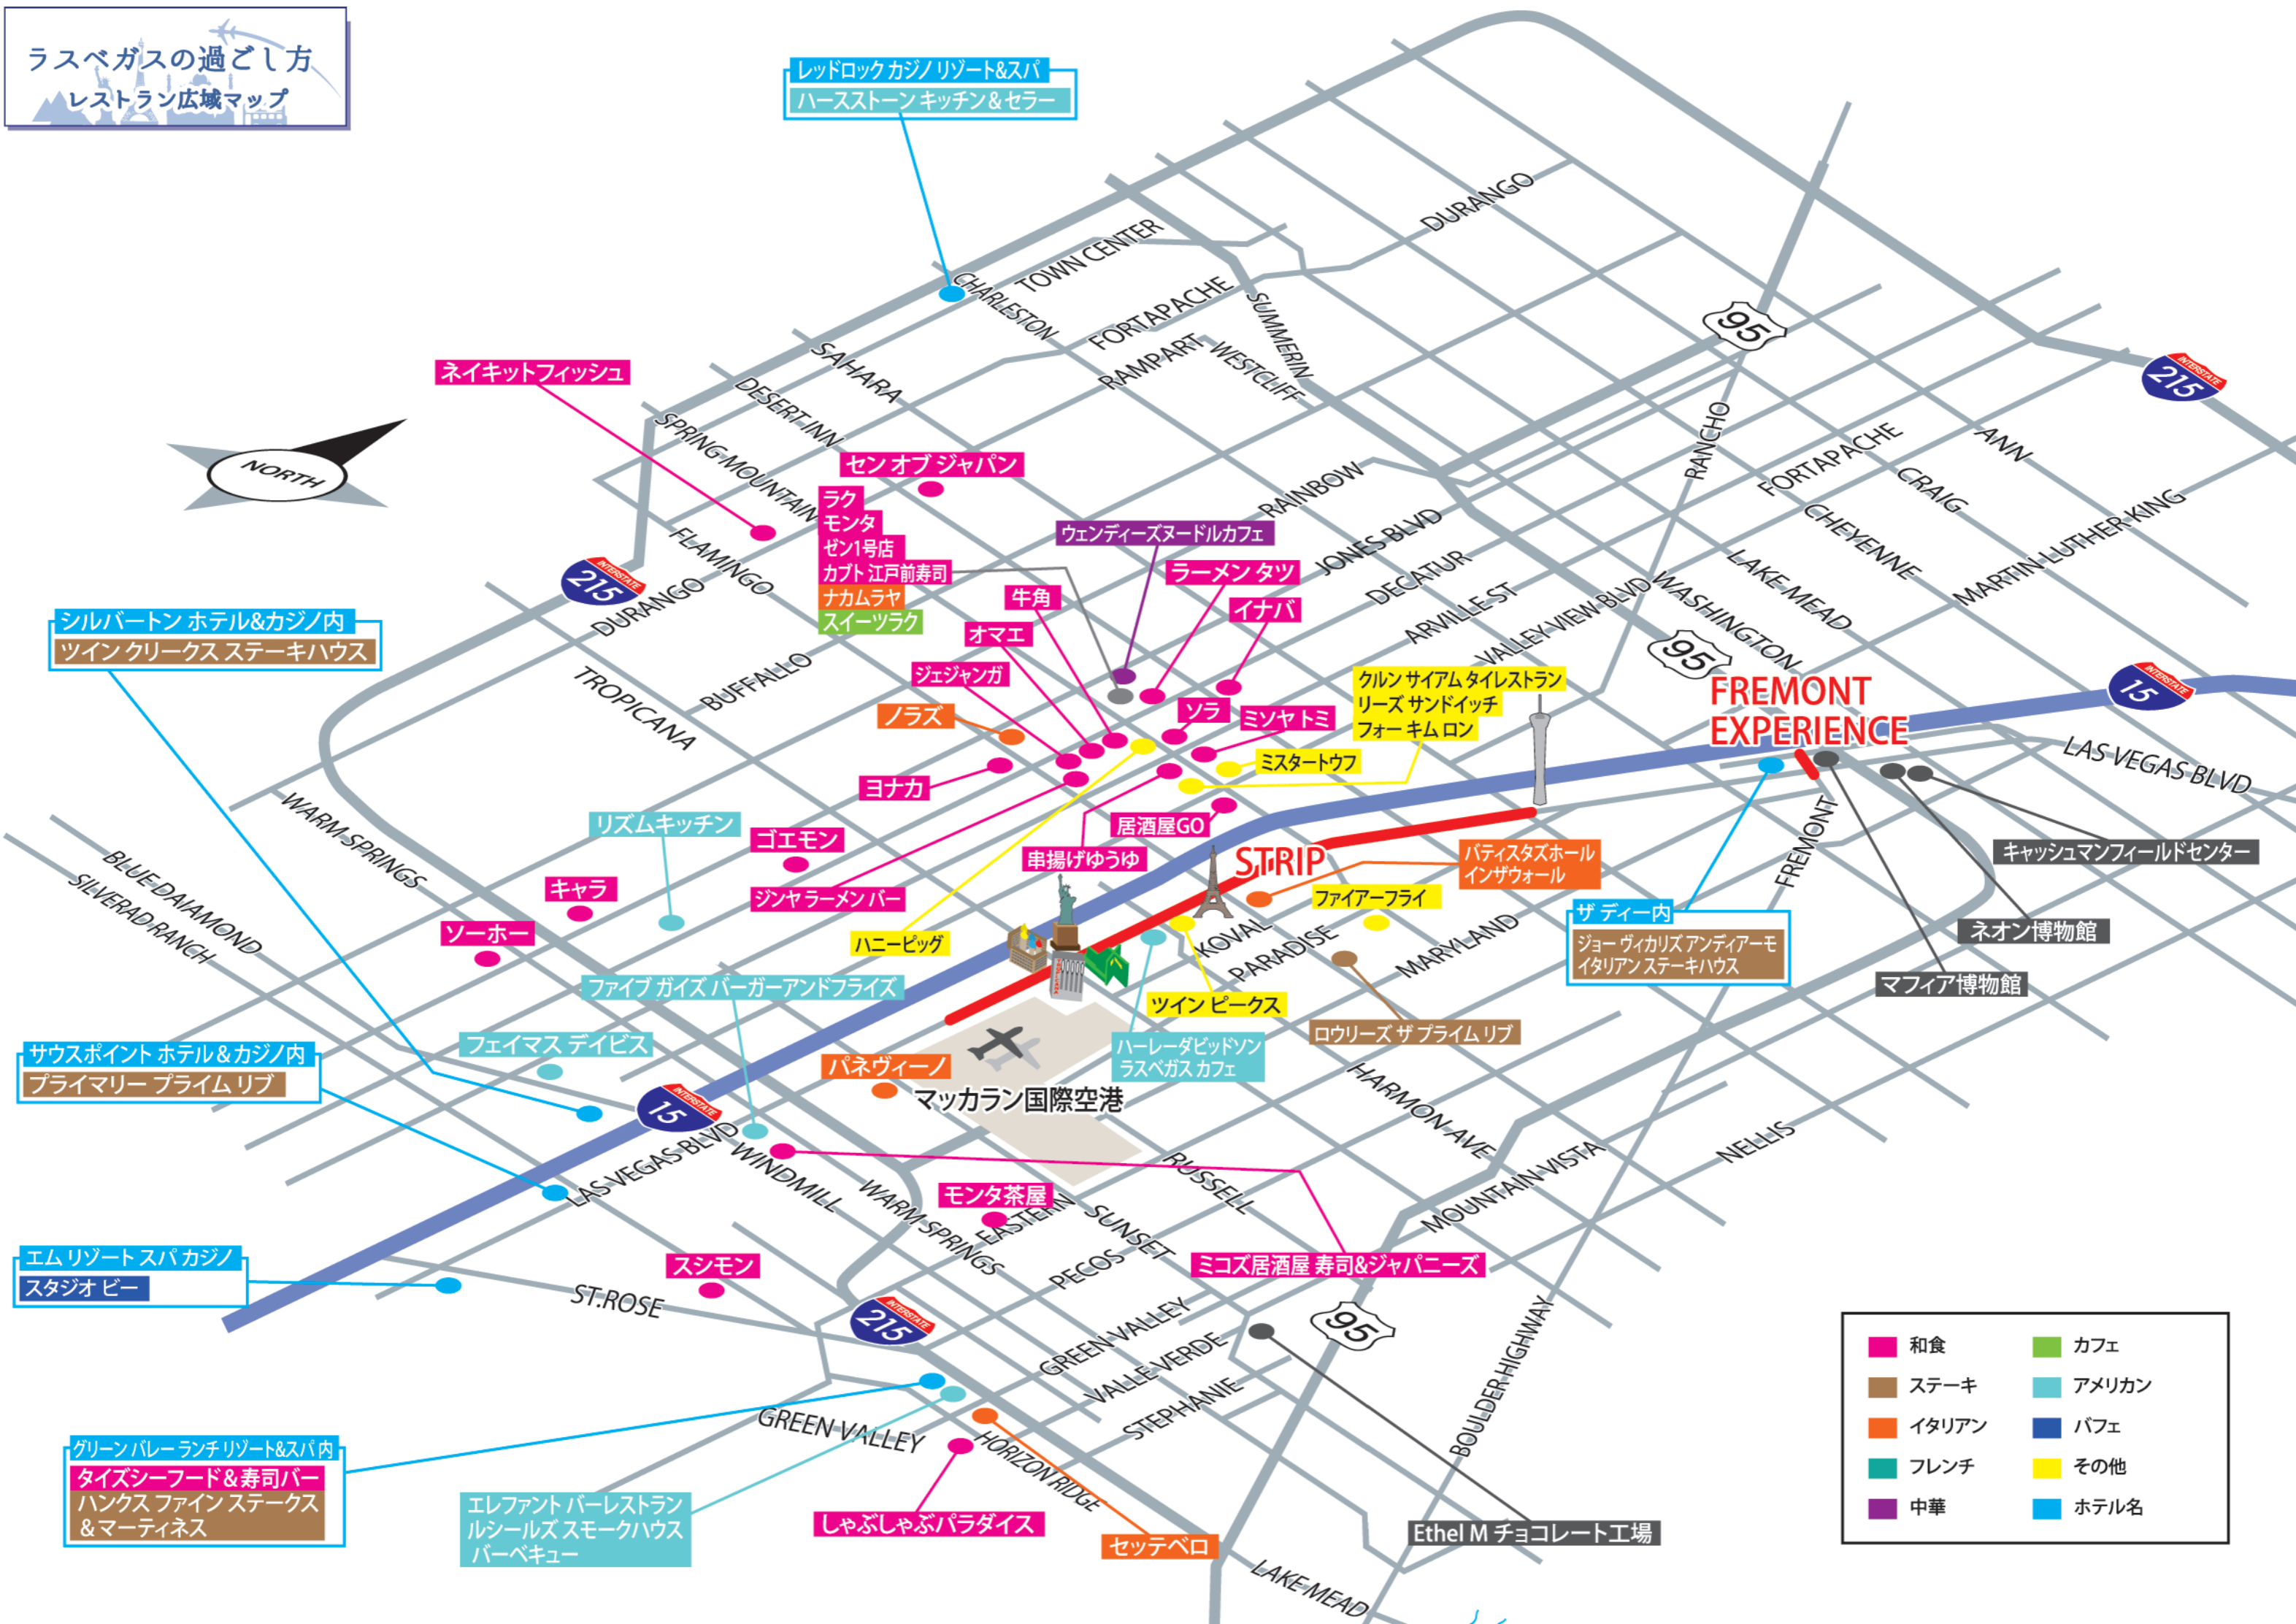 ラスベガスの過ごし方
レストラン広域マップ
レッドロック カジノ リゾート&スパ
ハースストーン キッチン＆セラー
DURANGO
TOWN CENTER
CHARLESTON
FORTAPACHE
SUMMERIN
RAMPART
WESTCLIFF
95
INTERSTATE
215
SAHARA
DESERT INN
SPRING MOUNTAIN
ネイキットフィッシュ
NORTH
セン オブ ジャパン
ラク
モンタ
ゼン1号店
カブト 江戸前寿司
ナカムラヤ
スイーツラク
ウェンディーズヌードルカフェ
RAINBOW
JONES BLVD
RANCHO
FORTAPACHE
ANN
CRAIG
CHEYENNE
MARTIN LUTHER KING
LAKE MEAD
WASHINGTON
DECATUR
ARVILLE ST
VALLEY VIEW BLVD
95
FLAMINGO
INTERSTATE
215
DURANGO
BUFFALO
TROPICANA
ラーメン タツ
牛角
イナバ
オマエ
ジェジャンガ
ノラズ
ソラ
ミソヤ トミ
クルン サイアム タイレストラン
リーズ サンドイッチ
フォー キム ロン
ミスタートウフ
ヨナカ
居酒屋GO
串揚げゆうゆ
シルバートン ホテル&カジノ内
ツイン クリークス ステーキハウス
FREMONT
EXPERIENCE
INTERSTATE
15
LAS VEGAS BLVD
FREMONT
キャッシュマンフィールドセンター
ネオン博物館
マフィア博物館
ザ ディー内
ジョー ヴィカリズ アンディアーモ
イタリアン ステーキハウス
WARM SPRINGS
BLUE DAIAMOND
SILVERAD RANCH
リズムキッチン
ゴエモン
キャラ
ジンヤ ラーメン バー
ソーホー
ハニーピッグ
STRIP
バティスタズホール
インザウォール
ファイアーフライ
KOVAL
PARADISE
MARYLAND
ツイン ピークス
ロウリーズ ザ プライム リブ
ハーレーダビッドソン
ラスベガス カフェ
ファイブ ガイズ バーガーアンドフライズ
フェイマス デイビス
パネヴィーノ
マッカラン国際空港
サウスポイント ホテル＆カジノ内
プライマリー プライム リブ
INTERSTATE
15
LAS VEGAS BLVD
WINDMILL
WARM SPRINGS
モンタ茶屋
EASTERN
SUNSET
RUSSELL
HARMON AVE
MOUNTAIN VISTA
NELLIS
PECOS
ミコズ居酒屋 寿司&ジャパニーズ
エム リゾート スパ カジノ
スタジオ ビー
スシモン
ST.ROSE
INTERSTATE
215
95
GREEN VALLEY
VALLE VERDE
STEPHANIE
BOULDER HIGHWAY
GREEN VALLEY
HORIZON RIDGE
グリーン バレー ランチ リゾート&スパ 内
タイズシーフード＆寿司バー
ハンクス ファイン ステークス
＆マーティネス
エレファント バーレストラン
ルシールズ スモークハウス
バーベキュー
しゃぶしゃぶパラダイス
セッテベロ
Ethel M チョコレート工場
LAKE MEAD
和食
ステーキ
イタリアン
フレンチ
中華
カフェ
アメリカン
バフェ
その他
ホテル名